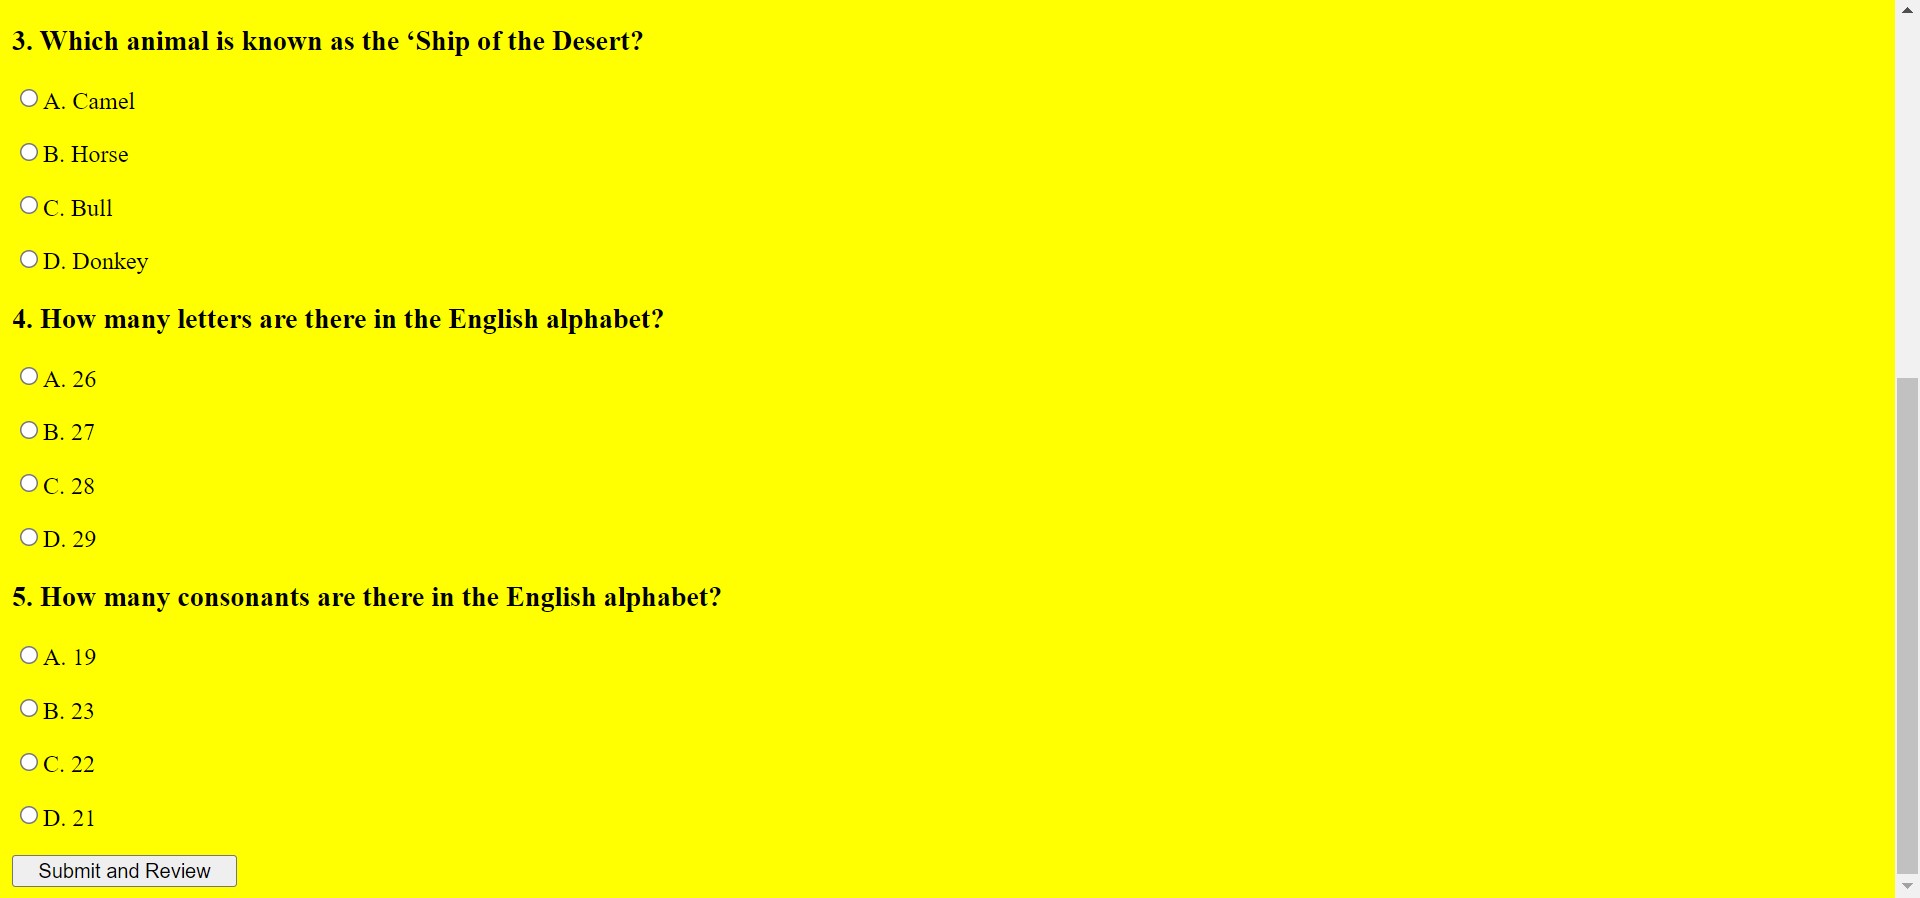 3. Which animal is known as the ‘Ship of the Desert?
A. Camel
B. Horse
C. Bull
D. Donkey
4. How many letters are there in the English alphabet?
A. 26
B. 27
C. 28
D. 29
5. How many consonants are there in the English alphabet?
A. 19
B. 23
C. 22
D. 21
Submit and Review